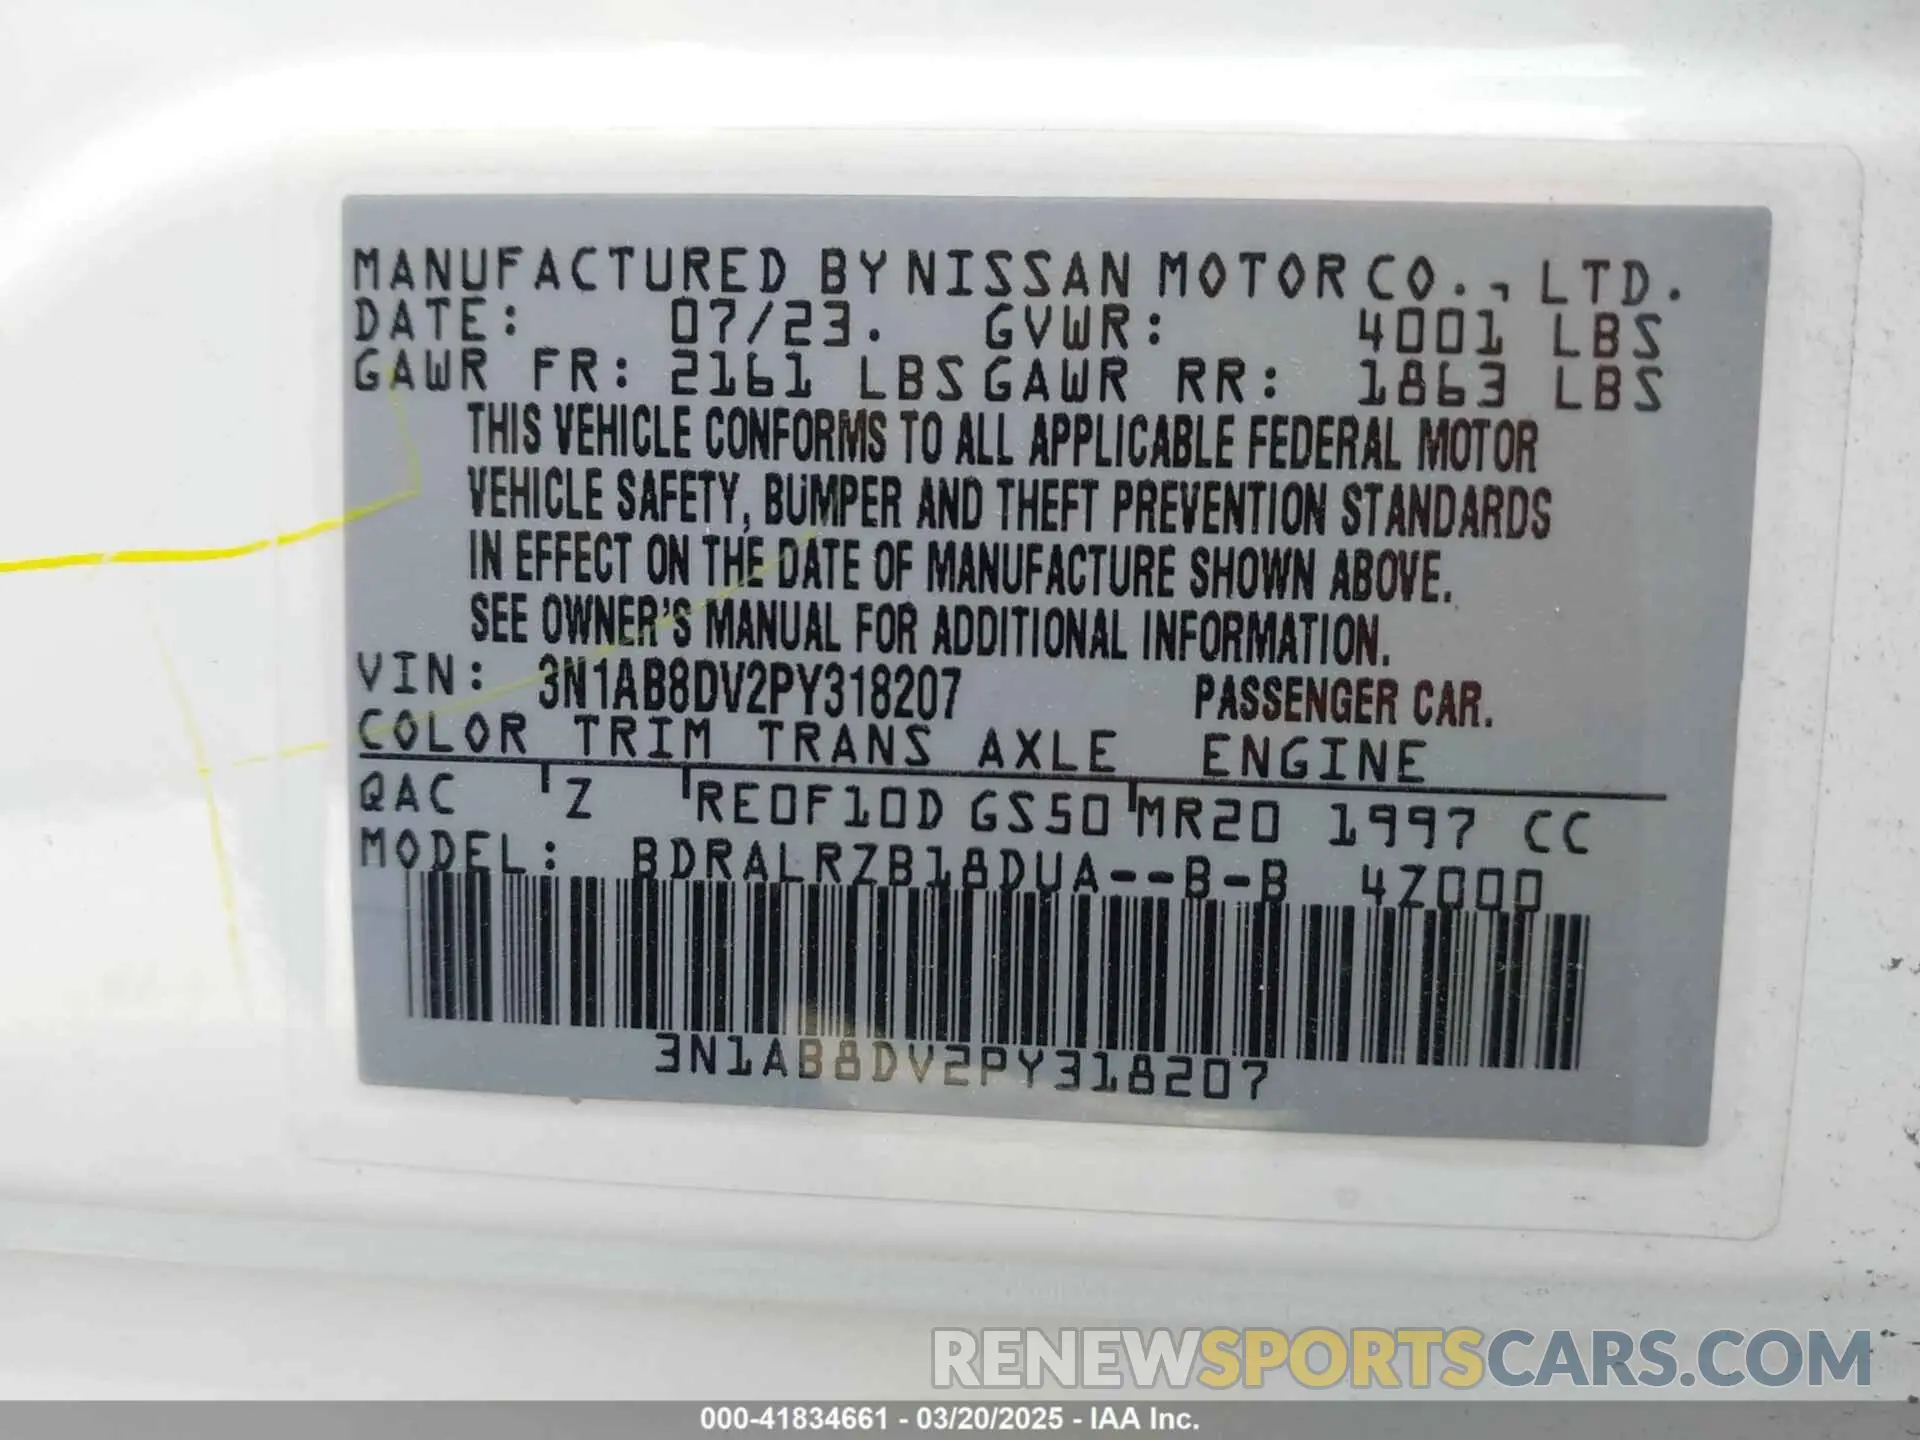 MANUFACTURED BY NISSAN MOTOR CO., LTD.
DATE: 07/23. GVWR: 4001 LBS
GAWR FR: 2161 LBS GAWR RR: 1863 LBS
THIS VEHICLE CONFORMS TO ALL APPLICABLE FEDERAL MOTOR
VEHICLE SAFETY, BUMPER AND THEFT PREVENTION STANDARDS
IN EFFECT ON THE DATE OF MANUFACTURE SHOWN ABOVE.
SEE OWNER'S MANUAL FOR ADDITIONAL INFORMATION.
VIN: 3N1AB8DV2PY318207 PASSENGER CAR.
COLOR TRIM TRANS AXLE ENGINE
QAC Z RE0F10D GS50 MR20 1997 CC
MODEL: BDRALRZB18DUA--B-B 4Z000
3N1AB8DV2PY318207
RENEWSPORTSCARS.COM
000-41834661 - 03/20/2025 - IAA Inc.